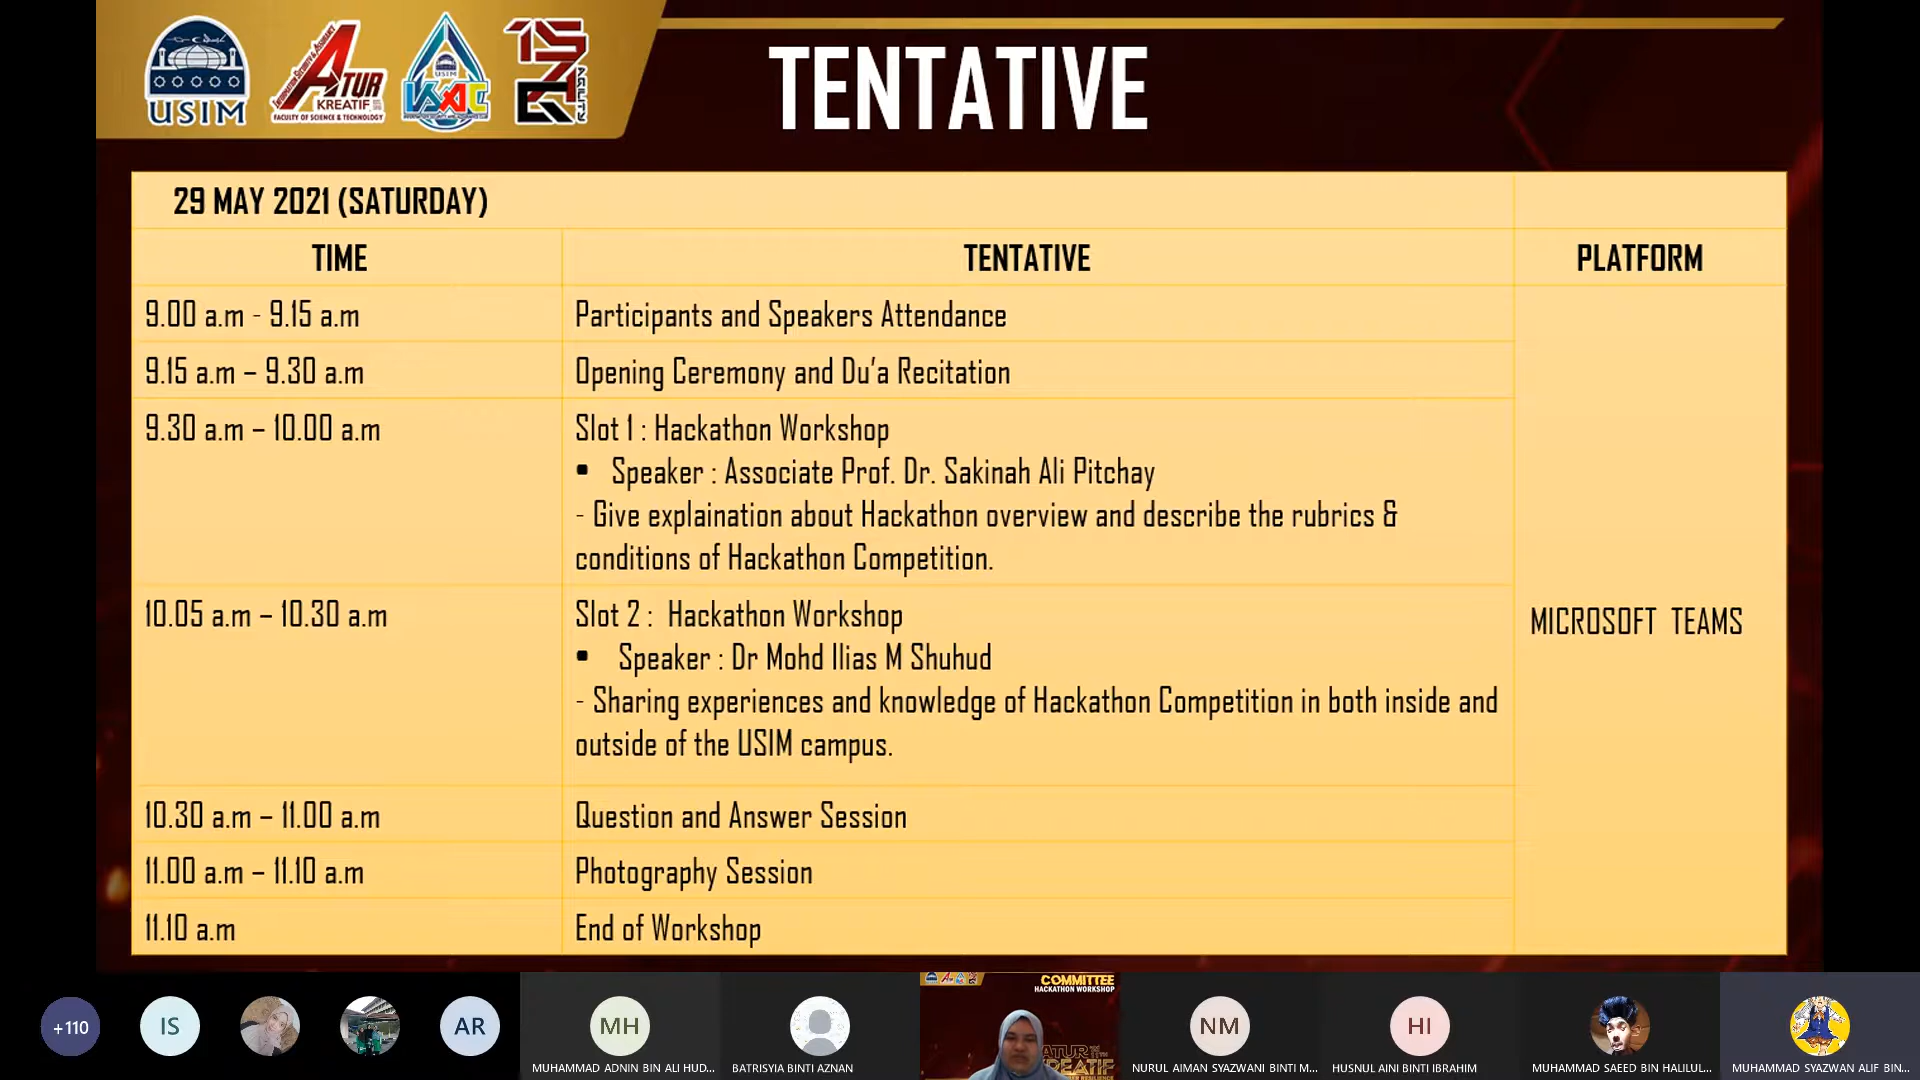 USIM
ATUR
KREATIF
FACULTY OF SCIENCE & TECHNOLOGY
USIM
ISAC
TENTATIVE
29 MAY 2021 (SATURDAY)
TIME TENTATIVE PLATFORM
9.00 a.m - 9.15 a.m Participants and Speakers Attendance
9.15 a.m – 9.30 a.m Opening Ceremony and Du'a Recitation
9.30 a.m – 10.00 a.m Slot 1 : Hackathon Workshop
▪ Speaker : Associate Prof. Dr. Sakinah Ali Pitchay
- Give explaination about Hackathon overview and describe the rubrics &
conditions of Hackathon Competition.
10.05 a.m – 10.30 a.m Slot 2 : Hackathon Workshop
MICROSOFT TEAMS
▪ Speaker : Dr Mohd Ilias M Shuhud
- Sharing experiences and knowledge of Hackathon Competition in both inside and
outside of the USIM campus.
10.30 a.m – 11.00 a.m Question and Answer Session
11.00 a.m – 11.10 a.m Photography Session
11.10 a.m End of Workshop
COMMITTEE
HACKATHON WORKSHOP
+110 IS AR MH NM HI
MUHAMMAD ADNIN BIN ALI HUD... BATRISYIA BINTI AZNAN NURUL AIMAN SYAZWANI BINTI M... HUSNUL AINI BINTI IBRAHIM MUHAMMAD SAEED BIN HALILUL... MUHAMMAD SYAZWAN ALIF BIN...